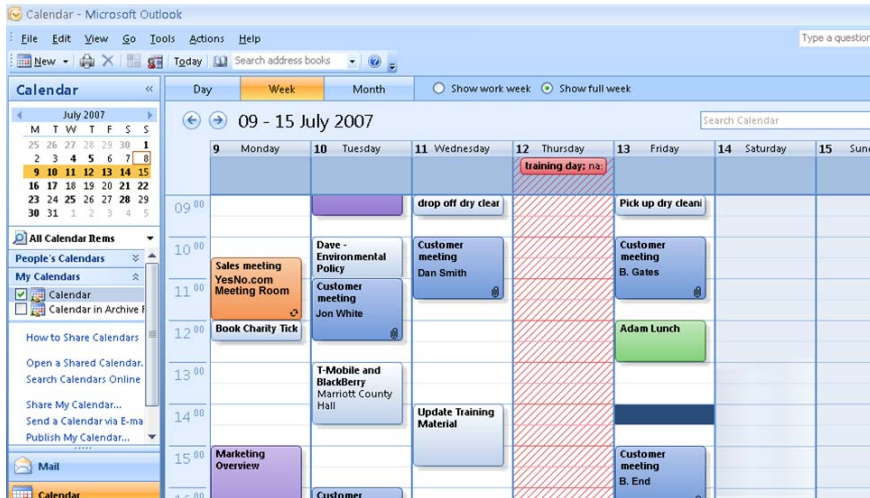 Calendar - Microsoft Outlook
File Edit View Go Tools Actions Help
Type a question
New Today Search address books
Calendar «
Day Week Month Show work week Show full week
July 2007
M T W T F S S
25 26 27 28 29 30 1
2 3 4 5 6 7 8
9 10 11 12 13 14 15
16 17 18 19 20 21 22
23 24 25 26 27 28 29
30 31 1 2 3 4 5
All Calendar Items
People's Calendars
My Calendars
Calendar
Calendar in Archive F
How to Share Calendars
Open a Shared Calendar.
Search Calendars Online
Share My Calendar...
Send a Calendar via E-ma
Publish My Calendar...
Mail
Calendar
09 - 15 July 2007
Search Calendar
9 Monday 10 Tuesday 11 Wednesday 12 Thursday 13 Friday 14 Saturday 15 Sun
training day; na:
09 00
10 00
11 00
12 00
13 00
14 00
15 00
16 00
Sales meeting
YesNo.com
Meeting Room
Book Charity Tick
Marketing
Overview
Dave -
Environmental
Policy
Customer
meeting
Jon White
T-Mobile and
BlackBerry
Marriott County
Hall
Customer
drop off dry clear
Customer
meeting
Dan Smith
Update Training
Material
Pick up dry cleani
Customer
meeting
B. Gates
Adam Lunch
Customer
meeting
B. End